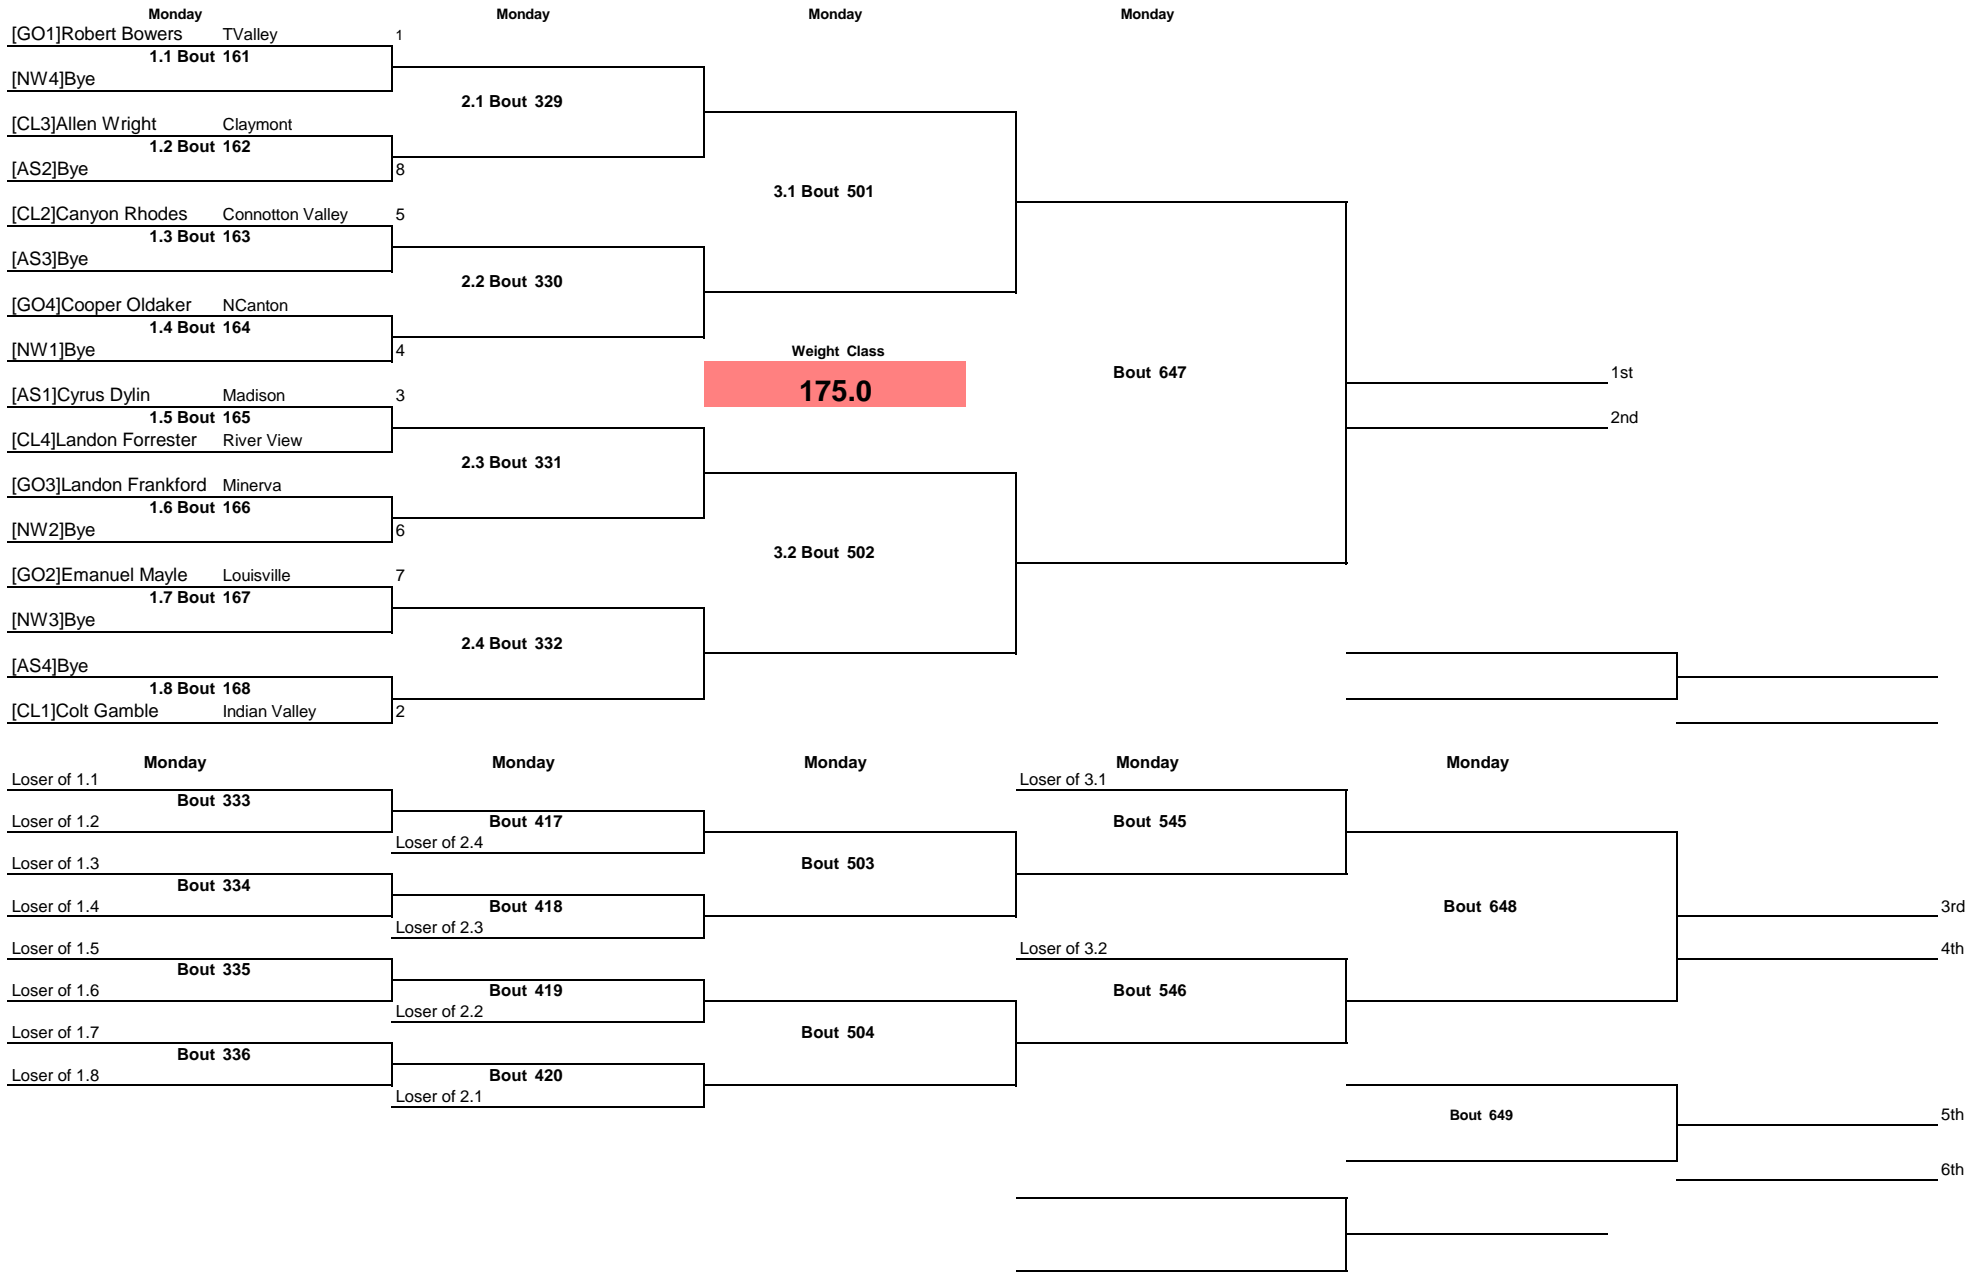 Monday Monday Monday Monday
[GO1]Robert Bowers TValley 1
1.1 Bout 161
[NW4]Bye
2.1 Bout 329
[CL3]Allen Wright Claymont
1.2 Bout 162
[AS2]Bye 8
3.1 Bout 501
[CL2]Canyon Rhodes Connotton Valley 5
1.3 Bout 163
[AS3]Bye
2.2 Bout 330
[GO4]Cooper Oldaker NCanton
1.4 Bout 164
[NW1]Bye 4
Weight Class
175.0
Bout 647
1st
2nd
[AS1]Cyrus Dylin Madison 3
1.5 Bout 165
[CL4]Landon Forrester River View
2.3 Bout 331
[GO3]Landon Frankford Minerva
1.6 Bout 166
[NW2]Bye 6
3.2 Bout 502
[GO2]Emanuel Mayle Louisville 7
1.7 Bout 167
[NW3]Bye
2.4 Bout 332
[AS4]Bye
1.8 Bout 168
[CL1]Colt Gamble Indian Valley 2
Monday Monday Monday Monday Monday
Loser of 1.1 Loser of 3.1
Bout 333
Loser of 1.2 Bout 417 Bout 545
Loser of 2.4
Loser of 1.3 Bout 503
Bout 334
Loser of 1.4 Bout 418 Bout 648 3rd
Loser of 2.3
Loser of 1.5 Loser of 3.2 4th
Bout 335
Loser of 1.6 Bout 419 Bout 546
Loser of 2.2
Loser of 1.7 Bout 504
Bout 336
Loser of 1.8 Bout 420
Loser of 2.1
Bout 649 5th
6th